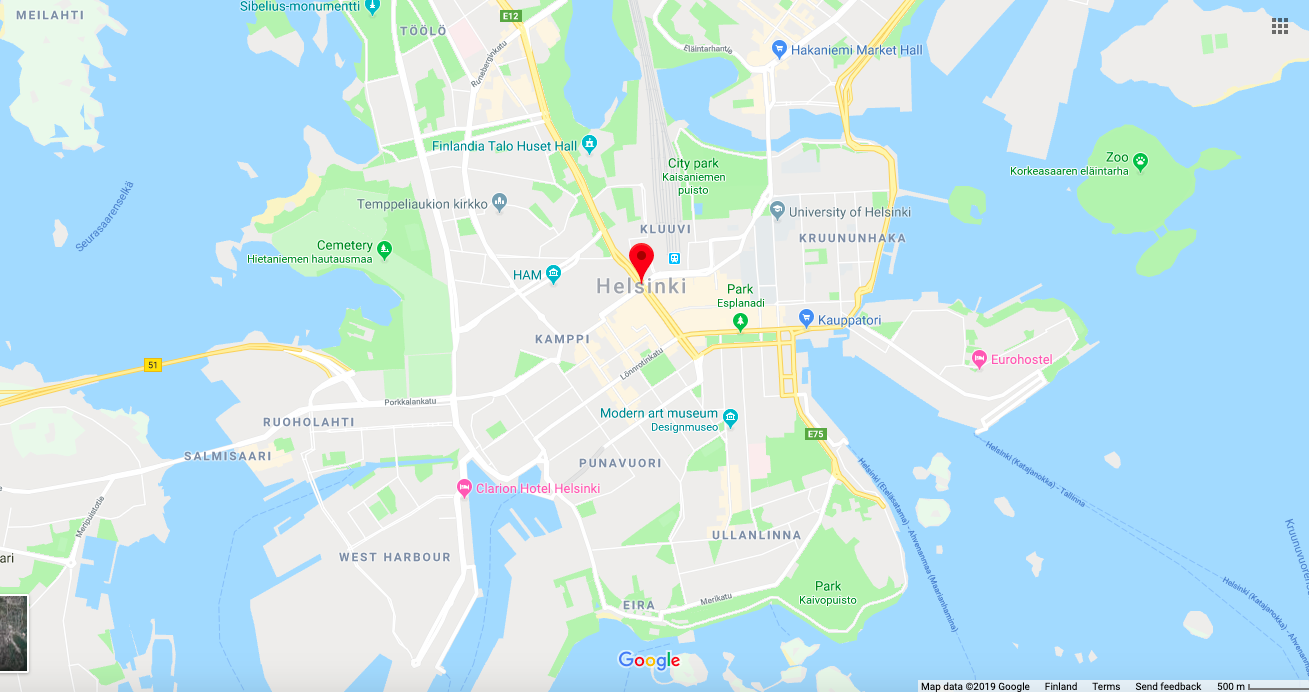 MEILAHTI
Sibelius-monumentti
TÖÖLÖ
E12
Runeberginkatu
Eläintarhantie
Hakaniemi Market Hall
Finlandia Talo Huset Hall
City park
Kaisaniemen
puisto
Zoo
Korkeasaaren eläintarha
Seurasaarenselkä
Temppeliaukion kirkko
University of Helsinki
KLUUVI
KRUUNUNHAKA
Cemetery
Hietaniemen hautausmaa
HAM
Helsinki
Park
Esplanadi
Kauppatori
KAMPPI
Eurohostel
51
Lönnrotinkatu
Porkkalankatu
RUOHOLAHTI
Modern art museum
Designmuseo
E75
SALMISAARI
PUNAVUORI
Helsinki (Katajanokka) - Tallinna
Clarion Hotel Helsinki
Meripuistotie
Helsinki (Eteläsatama) - Ahvenanmaa (Maarianhamina)
ULLANLINNA
WEST HARBOUR
ari
Kruunuvuoren
Helsinki (Katajanokka) - Ahvenanmaa
Park
Kaivopuisto
EIRA
Merikatu
Google
Map data ©2019 Google Finland Terms Send feedback 500 m